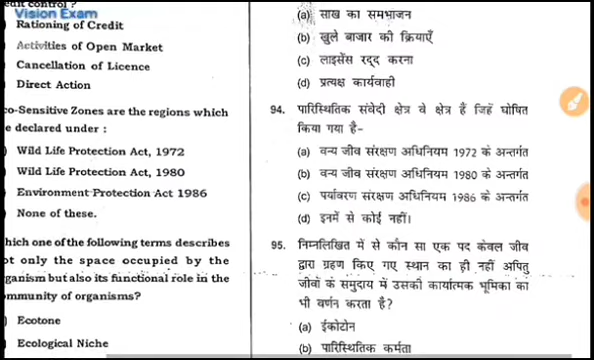 edit control ?
Vision Exam
Rationing of Credit
Activities of Open Market
Cancellation of Licence
Direct Action
co-Sensitive Zones are the regions which
e declared under :
Wild Life Protection Act, 1972
Wild Life Protection Act, 1980
Environment Protection Act 1986
None of these.
hich one of the following terms describes
ot only the space occupied by the
ganism but also its functional role in the
mmunity of organisms?
Ecotone
Ecological Niche
(a) साख का समभाजन
(b) खुले बाजार की क्रियाएँ
(c) लाइसेंस रद्द करना
(d) प्रत्यक्ष कार्यवाही
94. पारिस्थितिक संवेदी क्षेत्र वे क्षेत्र हैं जिन्हें घोषित
किया गया है-
(a) वन्य जीव संरक्षण अधिनियम 1972 के अन्तर्गत
(b) वन्य जीव संरक्षण अधिनियम 1980 के अन्तर्गत
(c) पर्यावरण संरक्षण अधिनियम 1986 के अन्तर्गत
(d) इनमें से कोई नहीं।
95. निम्नलिखित में से कौन सा एक पद केवल जीव
द्वारा ग्रहण किए गए स्थान का ही नहीं अपितु
जीवों के समुदाय में उसकी कार्यात्मक भूमिका का
भी वर्णन करता है?
(a) ईकोटोन
(b) पारिस्थितिक कर्मता